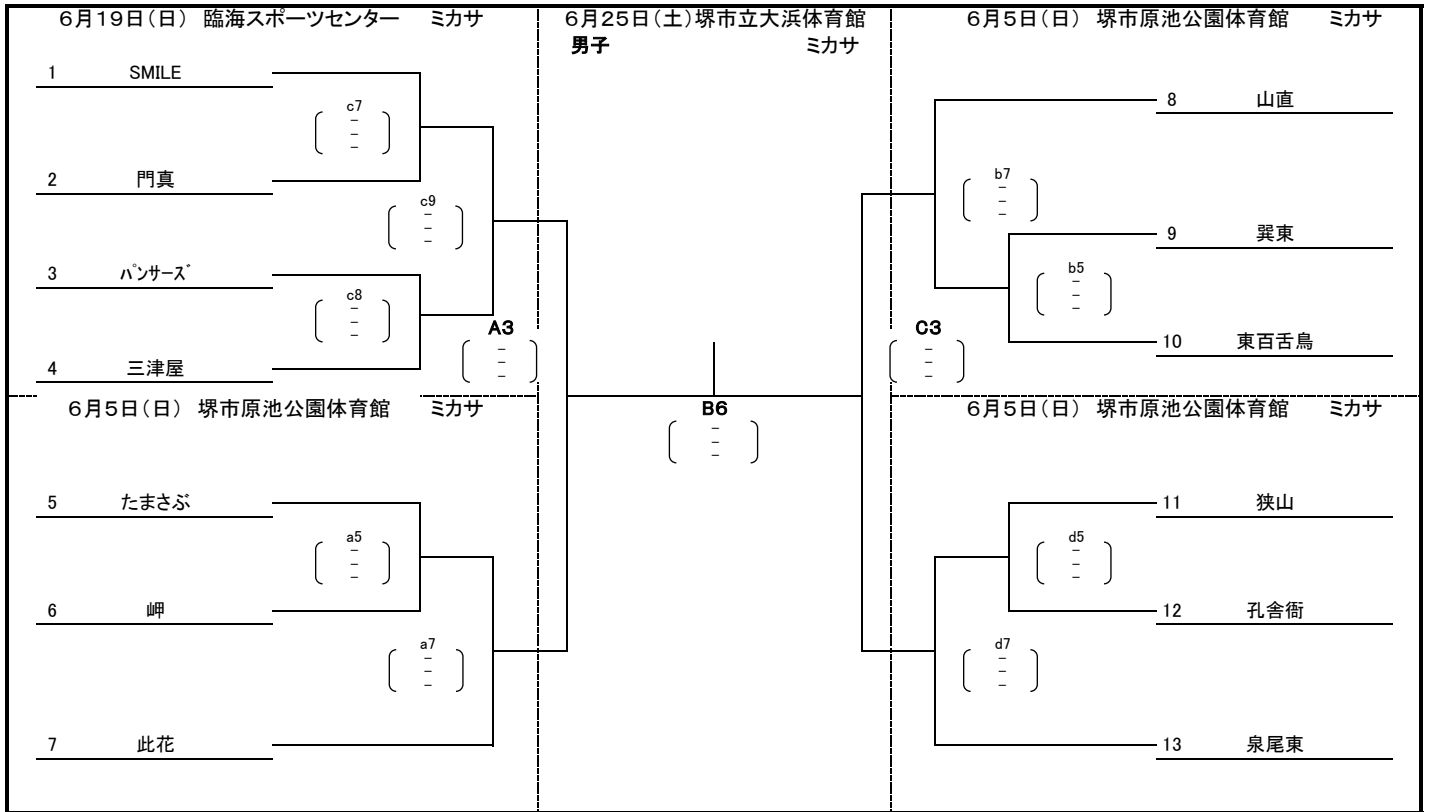 6月19日(日) 臨海スポーツセンター ミカサ
1 SMILE
c7
-
-
-
2 門真
c9
-
-
-
3 パンサーズ
c8
-
-
-
4 三津屋
A3
-
-
-
6月5日(日) 堺市原池公園体育館 ミカサ
5 たまさぶ
a5
-
-
-
6 岬
a7
-
-
-
7 此花
6月25日(土)堺市立大浜体育館
男子 ミカサ
B6
-
-
-
6月5日(日) 堺市原池公園体育館 ミカサ
8 山直
b7
-
-
-
9 巽東
b5
-
-
-
C3
-
-
-
10 東百舌鳥
6月5日(日) 堺市原池公園体育館 ミカサ
11 狭山
d5
-
-
-
12 孔舎衙
d7
-
-
-
13 泉尾東